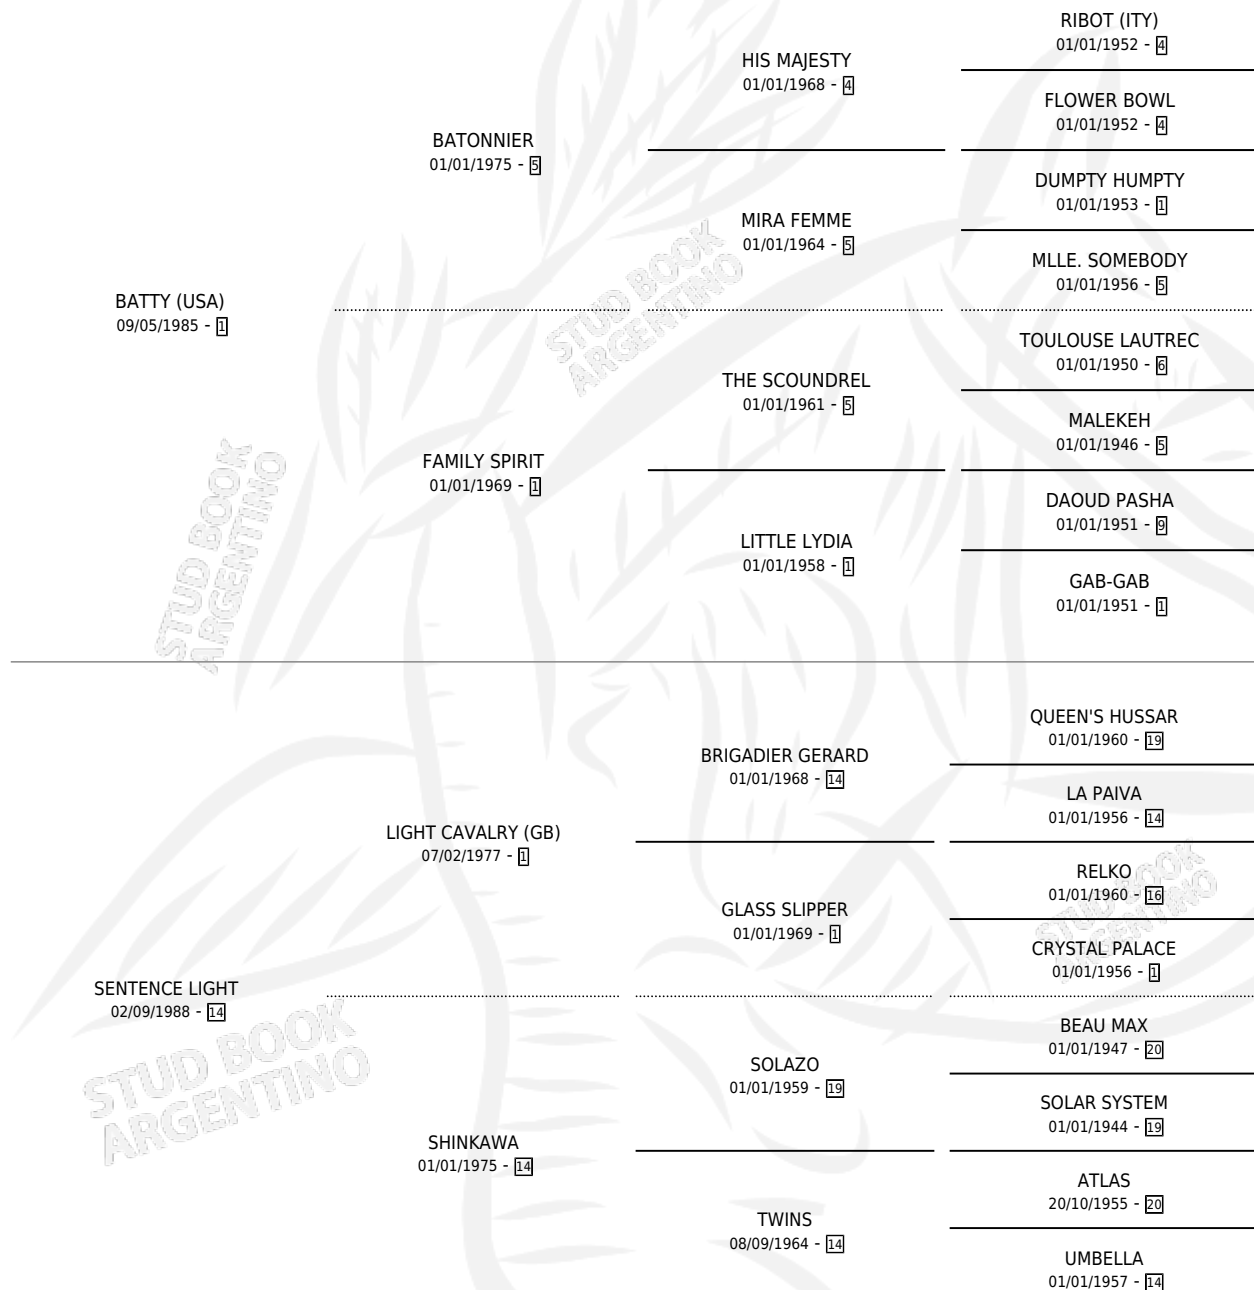 RIBOT (ITY)
01/01/1952 - 4
HIS MAJESTY
01/01/1968 - 4
FLOWER BOWL
01/01/1952 - 4
BATONNIER
01/01/1975 - 5
DUMPTY HUMPTY
01/01/1953 - 1
MIRA FEMME
01/01/1964 - 5
MLLE. SOMEBODY
01/01/1956 - 5
BATTY (USA)
09/05/1985 - 1
TOULOUSE LAUTREC
01/01/1950 - 6
THE SCOUNDREL
01/01/1961 - 5
MALEKEH
01/01/1946 - 5
FAMILY SPIRIT
01/01/1969 - 1
DAOUD PASHA
01/01/1951 - 9
LITTLE LYDIA
01/01/1958 - 1
GAB-GAB
01/01/1951 - 1
STUD BOOK
ARGENTINO
STUD BOOK
ARGENTINO
QUEEN'S HUSSAR
01/01/1960 - 19
BRIGADIER GERARD
01/01/1968 - 14
LA PAIVA
01/01/1956 - 14
LIGHT CAVALRY (GB)
07/02/1977 - 1
RELKO
01/01/1960 - 16
GLASS SLIPPER
01/01/1969 - 1
CRYSTAL PALACE
01/01/1956 - 1
SENTENCE LIGHT
02/09/1988 - 14
BEAU MAX
01/01/1947 - 20
SOLAZO
01/01/1959 - 19
SOLAR SYSTEM
01/01/1944 - 19
SHINKAWA
01/01/1975 - 14
ATLAS
20/10/1955 - 20
TWINS
08/09/1964 - 14
UMBELLA
01/01/1957 - 14
STUD BOOK
ARGENTINO
STUD BOOK
ARGENTINO